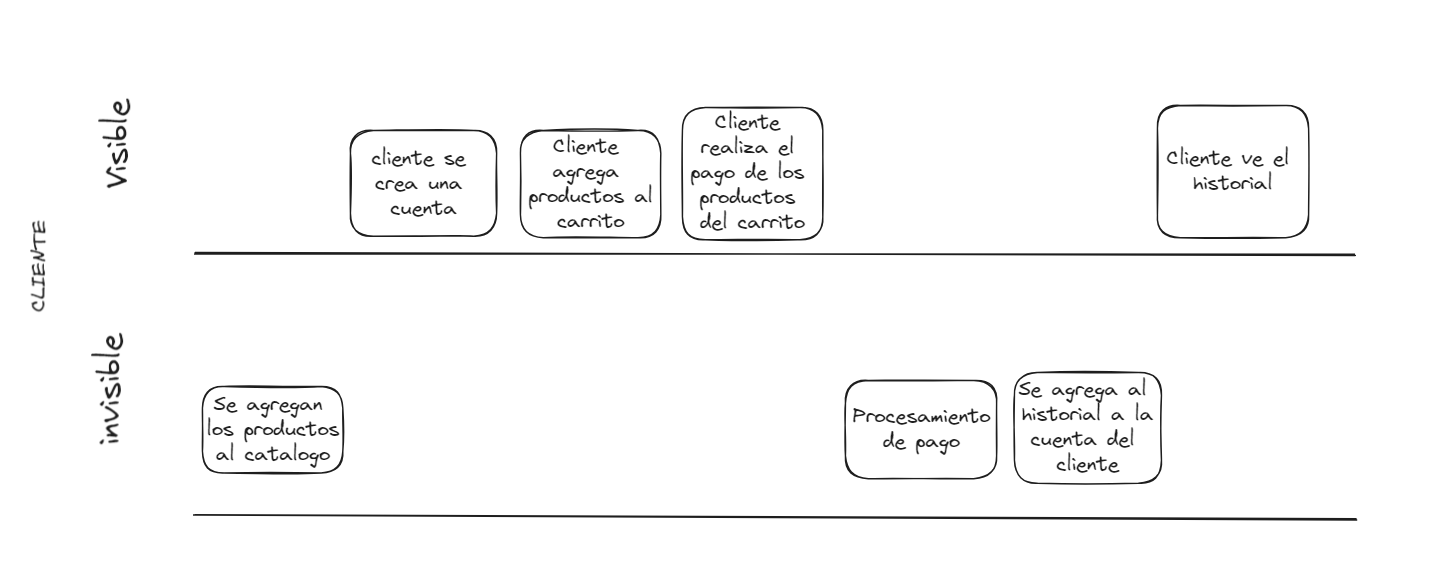 CLIENTE
Visible
cliente se
crea una
cuenta
Cliente
agrega
productos al
carrito
Cliente
realiza el
pago de los
productos
del carrito
Cliente ve el
historial
invisible
Se agregan
los productos
al catalogo
Procesamiento
de pago
Se agrega al
historial a la
cuenta del
cliente